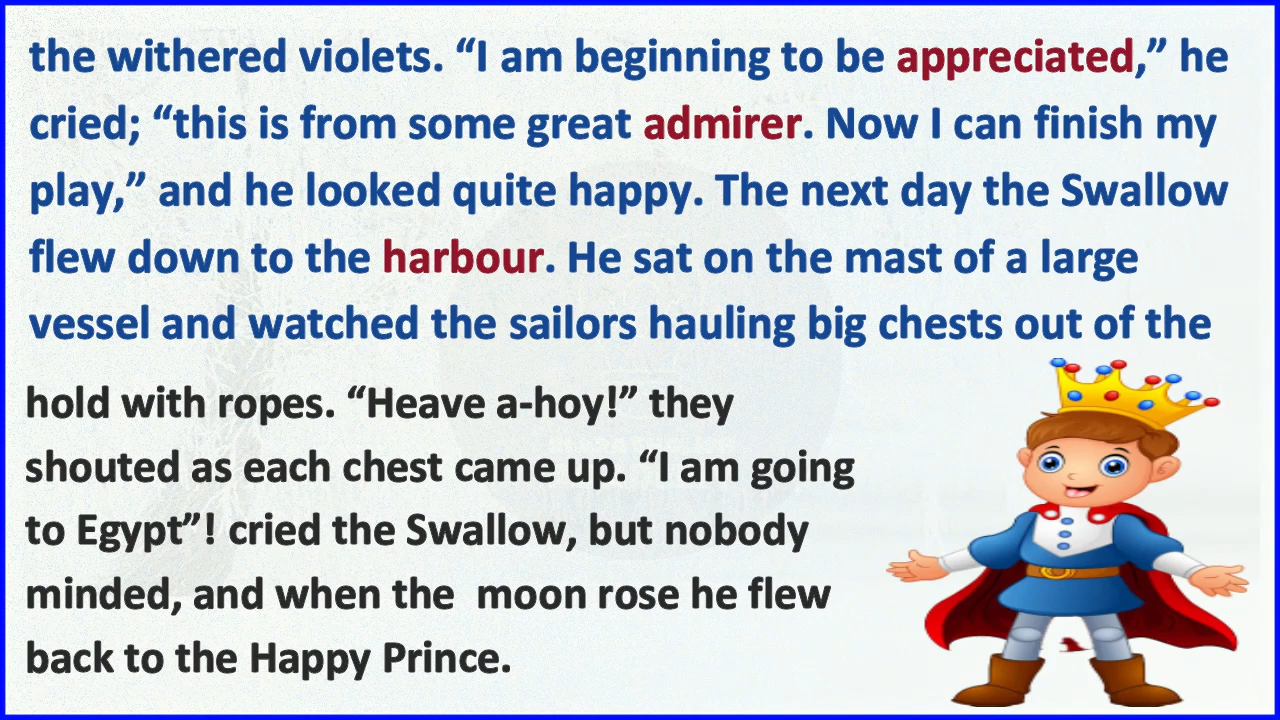 the withered violets. “I am beginning to be appreciated,” he
cried; “this is from some great admirer. Now I can finish my
play,” and he looked quite happy. The next day the Swallow
flew down to the harbour. He sat on the mast of a large
vessel and watched the sailors hauling big chests out of the
hold with ropes. “Heave a-hoy!” they
shouted as each chest came up. “I am going
to Egypt”! cried the Swallow, but nobody
minded, and when the  moon rose he flew
back to the Happy Prince.